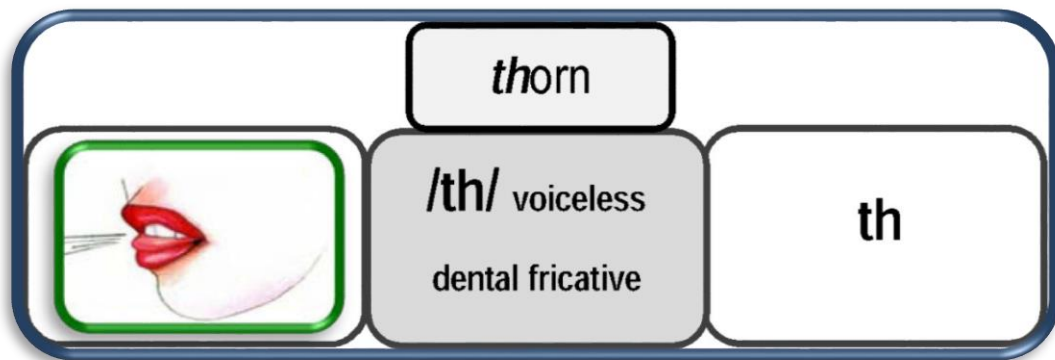 thorn
/th/ voiceless
dental fricative
th